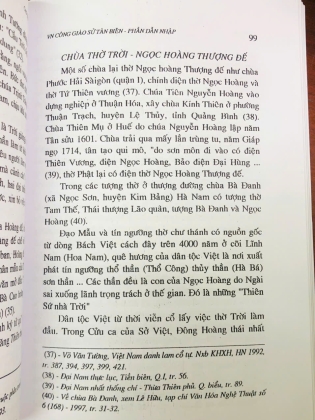 VN CÔNG GIÁO SỬ TÂN BIÊN - PHẦN DẪN NHẬP
99
CHÙA THỜ TRỜI - NGỌC HOÀNG THƯỢNG ĐẾ
Một số chùa lại thờ Ngọc hoàng Thượng Đế như chùa
Phước Hải Sàigòn (quận I), chính diện thờ Ngọc Hoàng và
thờ Tứ Thiên vương (37). Chúa Tiên Nguyễn Hoàng vào
dựng nghiệp ở Thuận Hóa, xây chùa Kính Thiên ở phường
Thuận Trạch, huyện Lệ Thủy, tỉnh Quảng Bình (38).
Chùa Thiên Mụ ở Huế do chúa Nguyễn Hoàng lập năm
Tân sửu 1601. Chùa trải qua mấy lần trùng tu, năm Giáp
ngọ 1714, tân tạo qui mô, "do sơn môn đi vào có điện
Thiên Vương, điện Ngọc Hoàng, Bảo điện Đại Hùng ...
(39), thờ Phật lại có điện thờ Ngọc Hoàng Thượng đế.
Trong các tượng thờ ở thượng đường chùa Bà Đanh
(xã Ngọc Sơn, huyện Kim Bảng) Hà Nam có tượng thờ
Tam Thế, Thái thượng Lão quân, tượng Bà Đanh và Ngọc
Hoàng (40).
Đạo Mẫu và tín ngưỡng thờ chư thánh có nguồn gốc
từ dòng Bách Việt cách đây trên 4000 năm ở cõi Lĩnh
Nam (Hoa Nam), quê hương của dân tộc Việt là nơi xuất
phát tín ngưỡng thổ thần (Thổ Công) thủy thần (Hà Bá)
sơn thần ... Các thần đều là con của Ngọc Hoàng do Ngài
sai xuống lãnh trọng trách ở thế gian. Đó là những "Thiên
Sứ nhà Trời"
Dân tộc Việt từ thời viễn cổ lấy việc thờ Trời làm
đầu. Trong Cửu ca của Sở Việt, Đông Hoàng thái nhất
(37) - Võ Văn Tường, Việt Nam danh lam cổ tự. Nxb KHXH, HN 1992,
tr. 387, 394, 397, 399, 421.
(38) - Đại Nam thực lục, Tiền biên, Q I, tr. 56.
(39) - Đại Nam nhất thống chí - Thừa Thiên phủ. Q. biểu, tr. 89.
(40) - Về chùa Bà Đanh, xem Lê Hữu, tạp chí Văn Hóa Nghệ Thuật số
6 (168) - 1997, tr. 31-32.